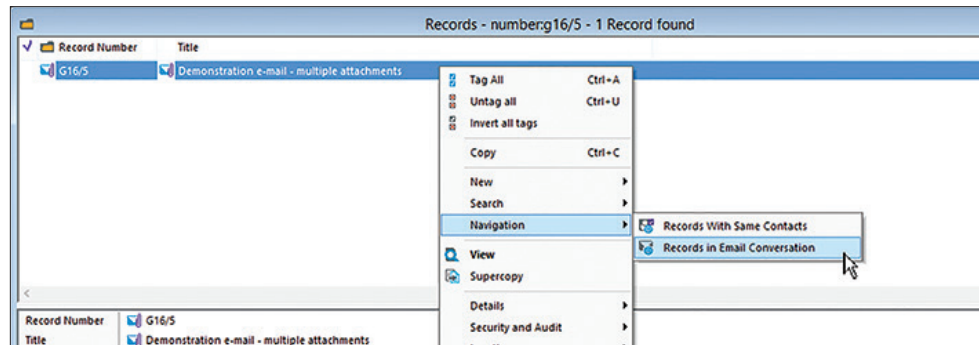 Records - number:g16/5 - 1 Record found
Record Number Title
G16/5 Demonstration e-mail - multiple attachments
Tag All Ctrl+A
Untag all Ctrl+U
Invert all tags
Copy Ctrl+C
New
Search
Navigation
Records With Same Contacts
Records in Email Conversation
View
Supercopy
Details
Security and Audit
Record Number G16/5
Title Demonstration e-mail - multiple attachments